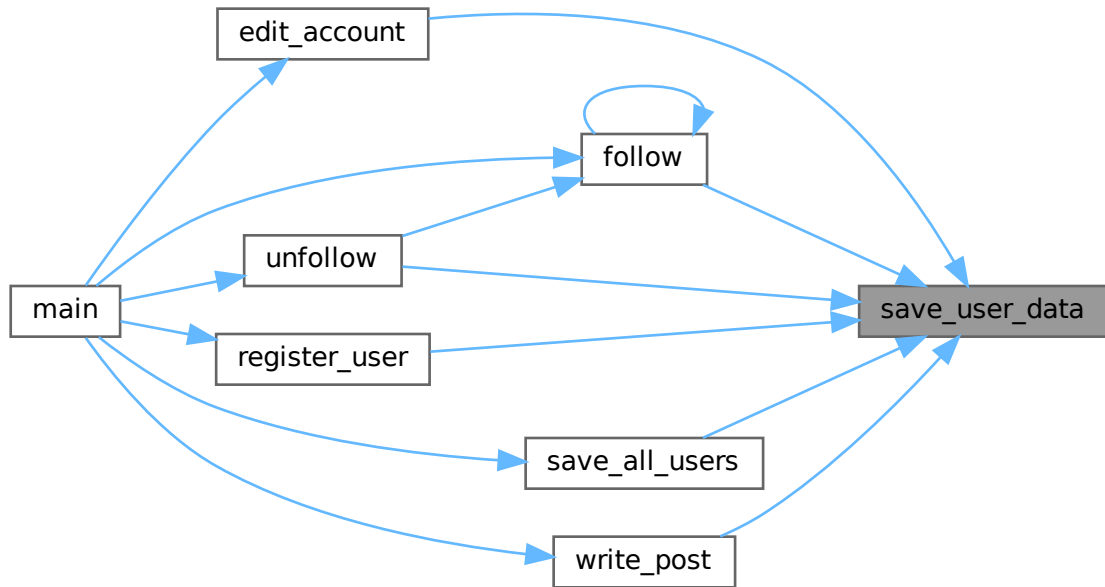 edit_account
follow
unfollow
main
save_user_data
register_user
save_all_users
write_post